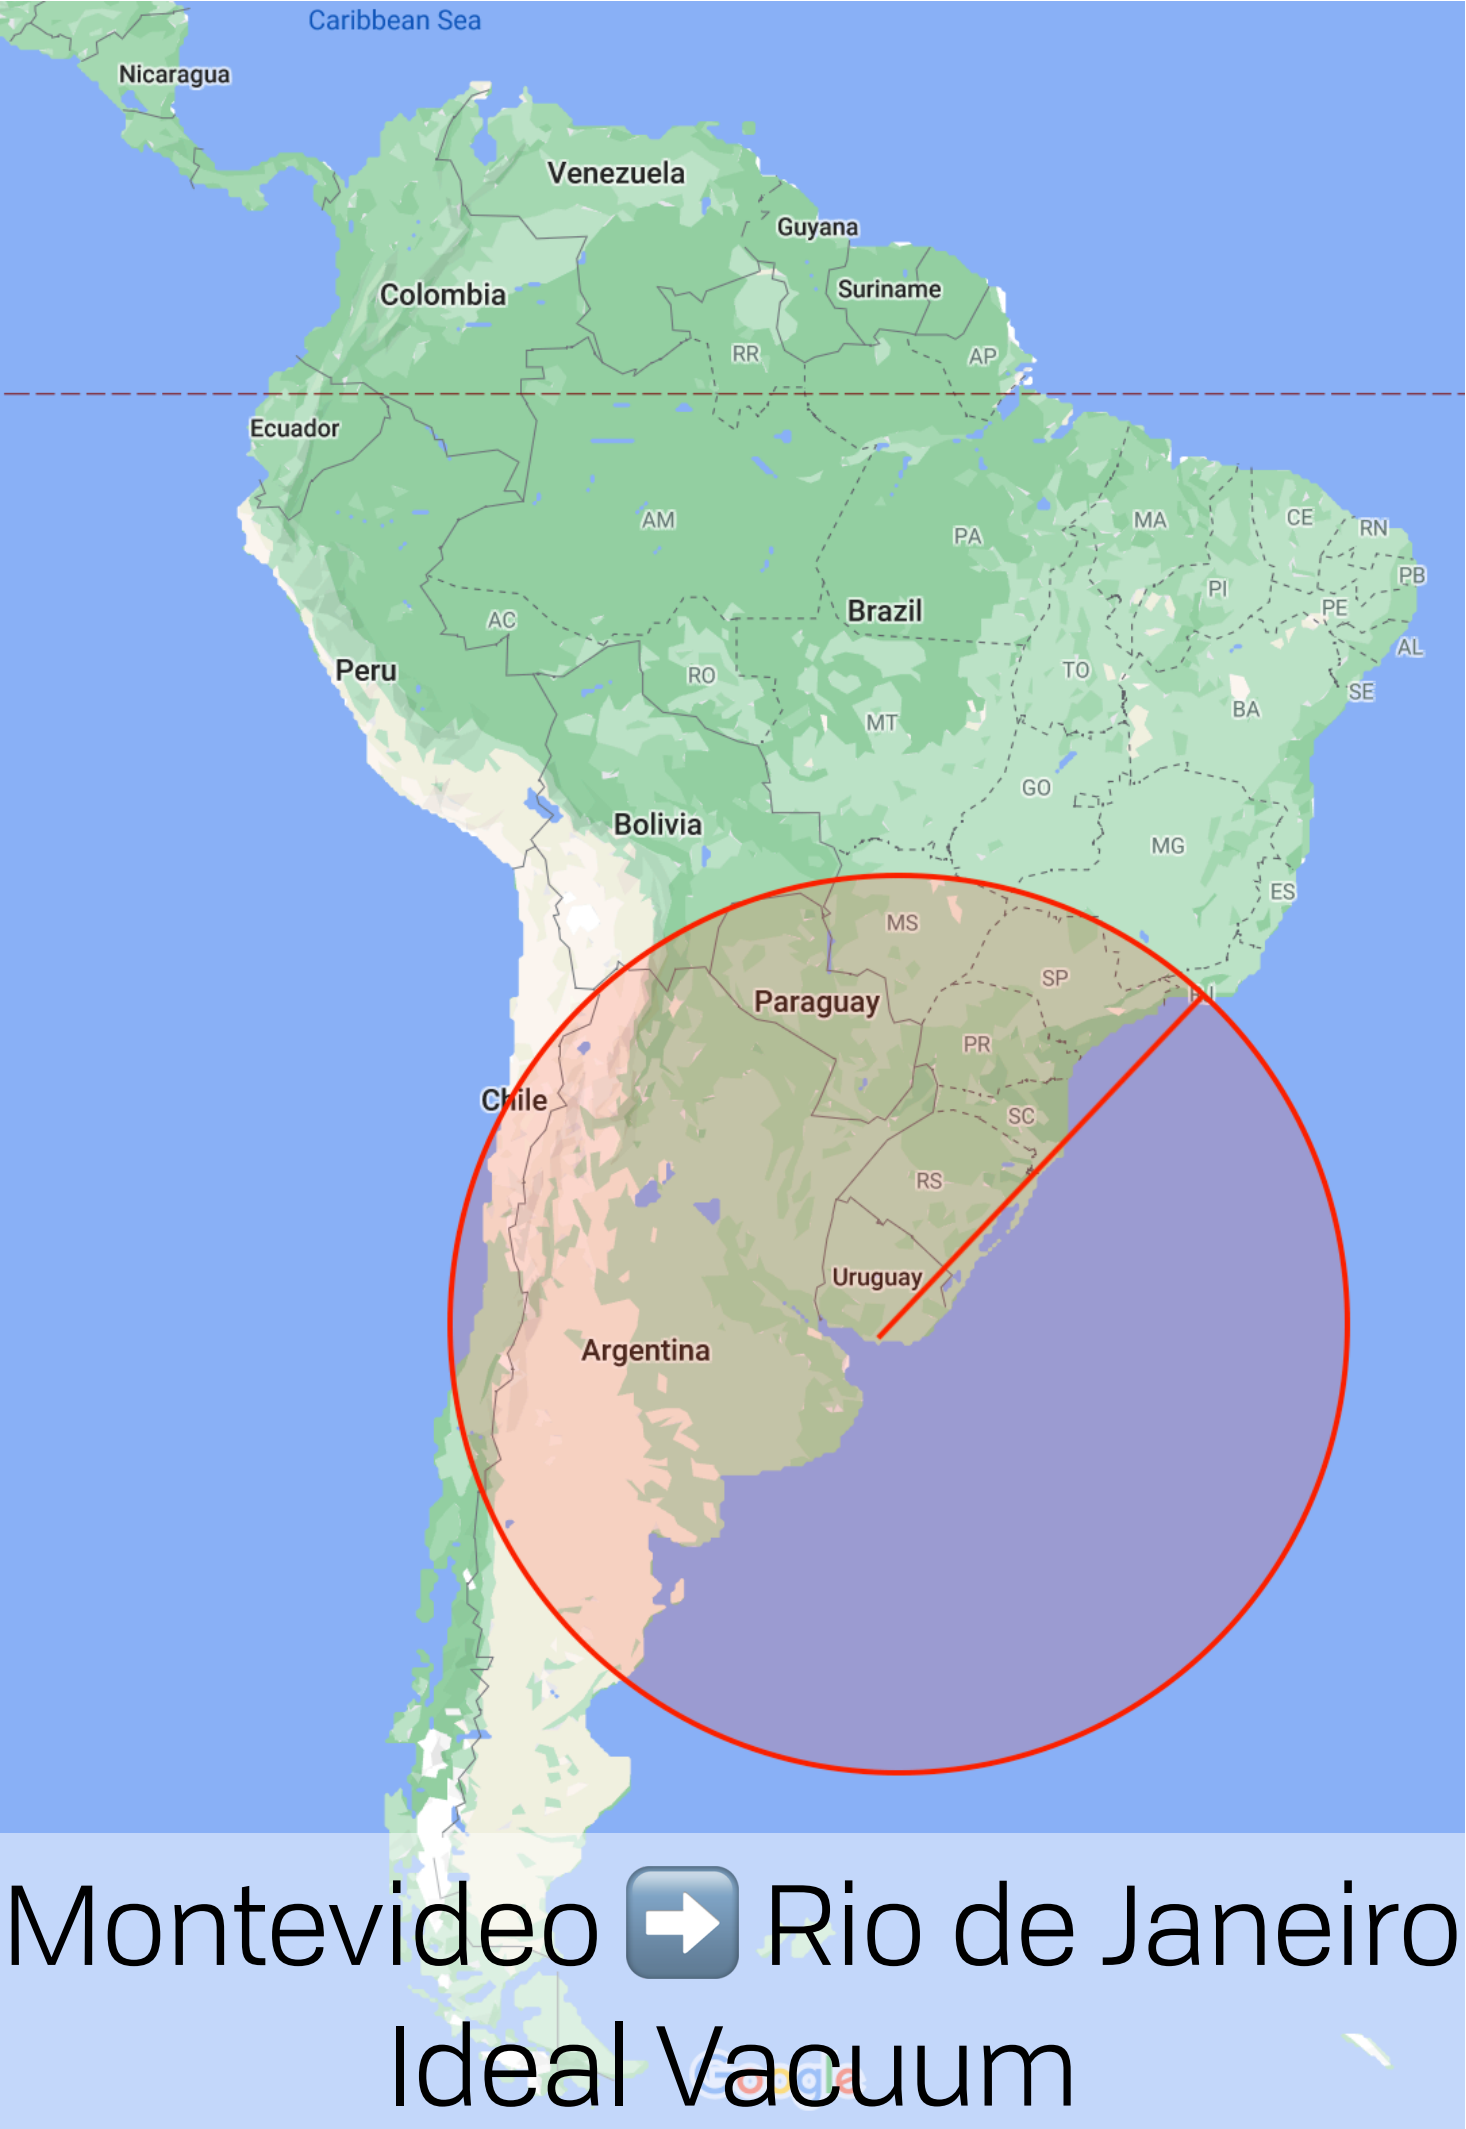 Caribbean Sea
Nicaragua
Venezuela
Guyana
Suriname
Colombia
RR
AP
Ecuador
AM
PA
MA
CE
RN
PB
PI
PE
AC
Brazil
AL
Peru
RO
TO
SE
BA
MT
GO
Bolivia
MG
ES
MS
SP
Paraguay
RJ
PR
Chile
SC
RS
Uruguay
Argentina
Montevideo ➡️ Rio de Janeiro
Ideal Vacuum
Google